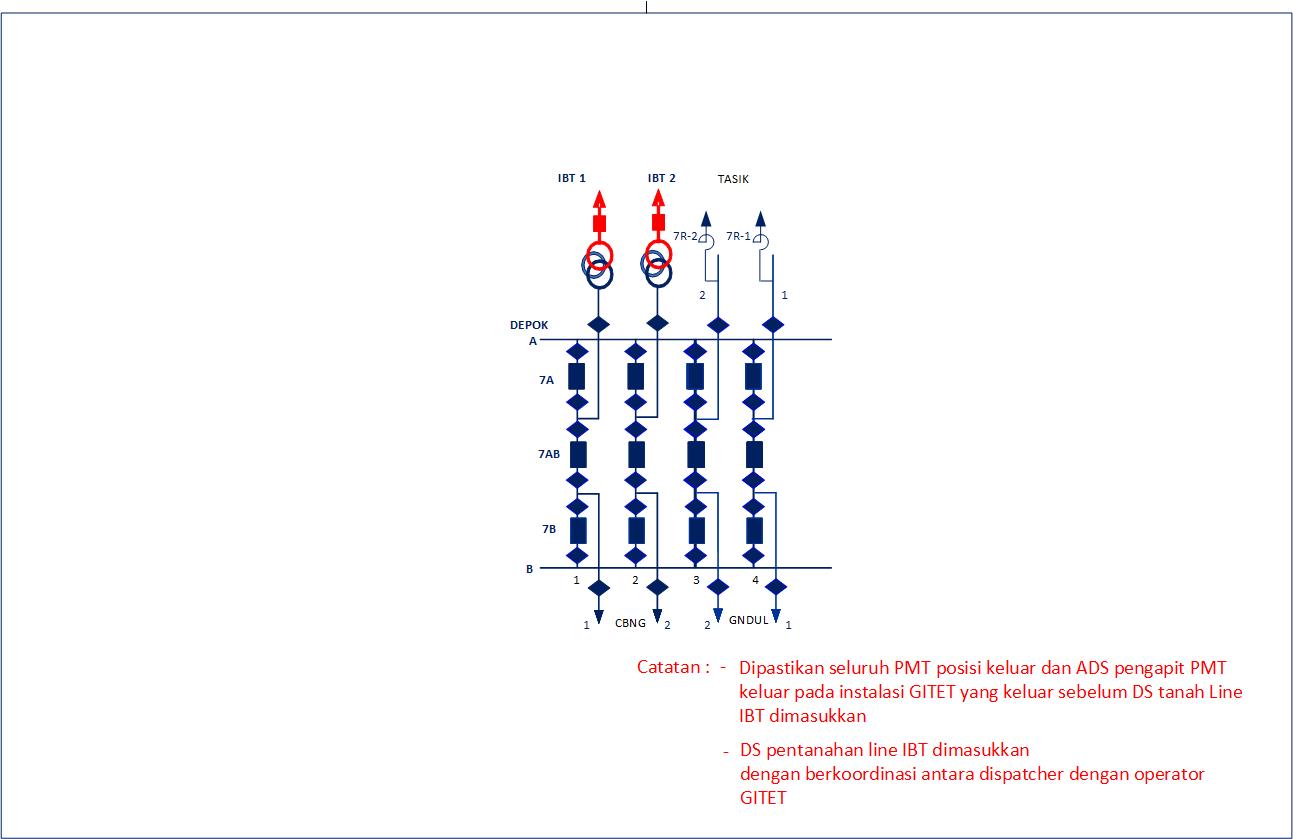 IBT 1
IBT 2
TASIK
7R-2
7R-1
2
1
DEPOK
A
7A
7AB
7B
B
1
2
3
4
1
CBNG
2
2
GNDUL
1
Catatan : - Dipastikan seluruh PMT posisi keluar dan ADS pengapit PMT
keluar pada instalasi GITET yang keluar sebelum DS tanah Line
IBT dimasukkan
- DS pentanahan line IBT dimasukkan
dengan berkoordinasi antara dispatcher dengan operator
GITET